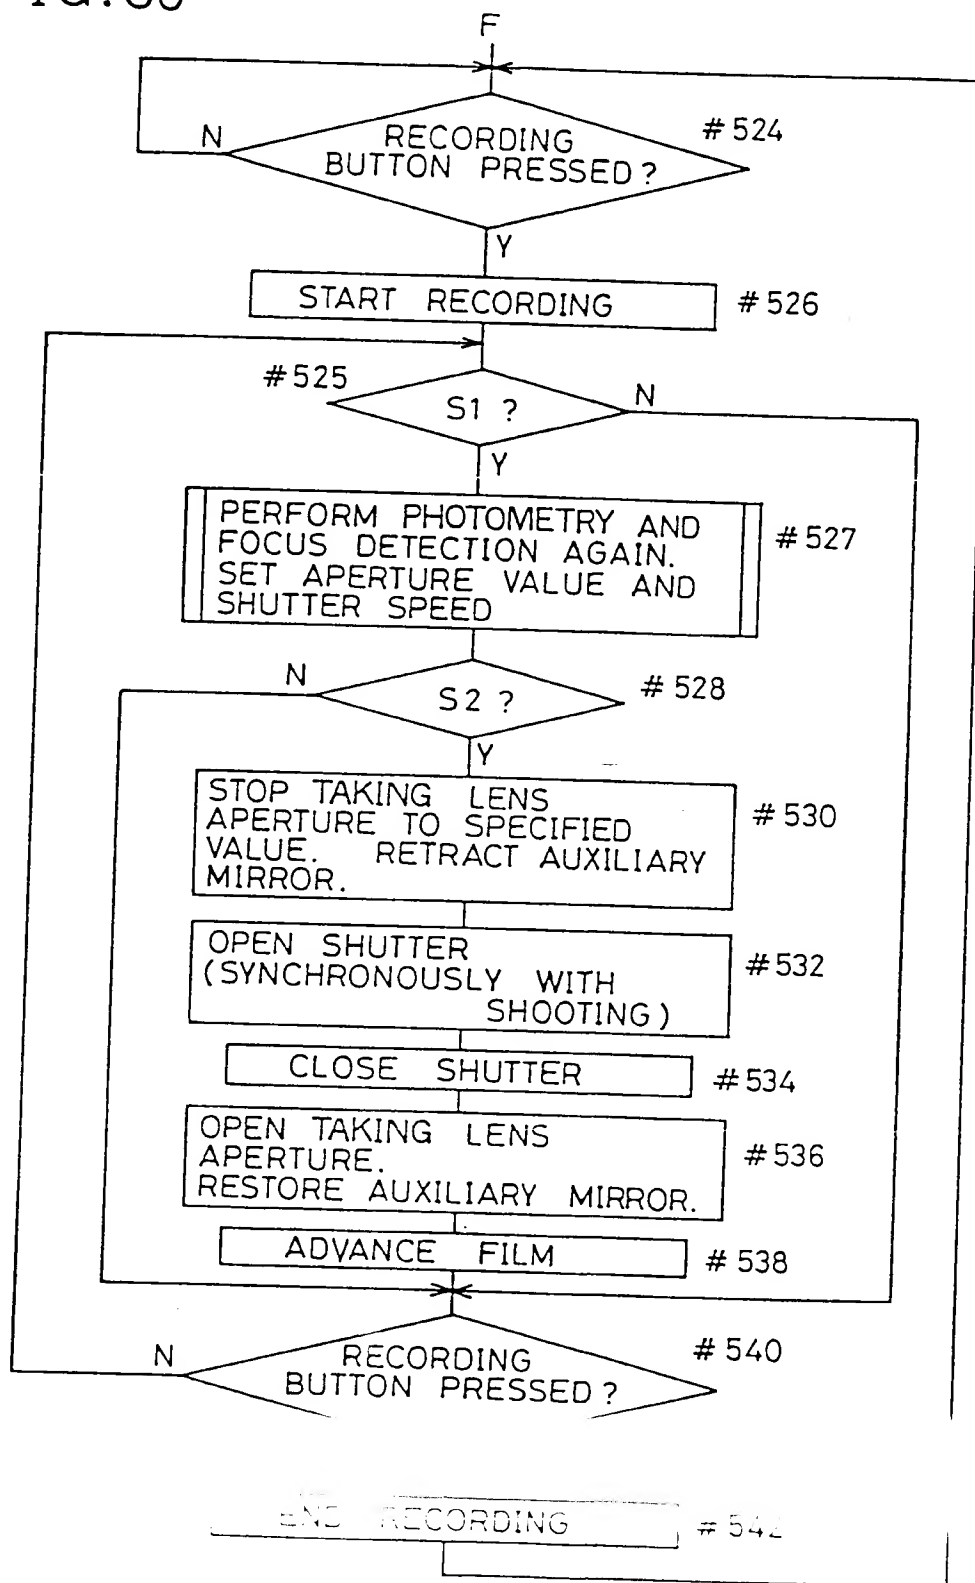 F
N
RECORDING
BUTTON PRESSED?
#524
Y
START RECORDING
#526
#525
S1 ?
N
Y
PERFORM PHOTOMETRY AND
FOCUS DETECTION AGAIN.
SET APERTURE VALUE AND
SHUTTER SPEED
#527
N
S2 ?
#528
Y
STOP TAKING LENS
APERTURE TO SPECIFIED
VALUE. RETRACT AUXILIARY
MIRROR.
#530
OPEN SHUTTER
(SYNCHRONOUSLY WITH
SHOOTING)
#532
CLOSE SHUTTER
#534
OPEN TAKING LENS
APERTURE.
RESTORE AUXILIARY MIRROR.
#536
ADVANCE FILM
#538
N
RECORDING
BUTTON PRESSED?
#540
END RECORDING
#542